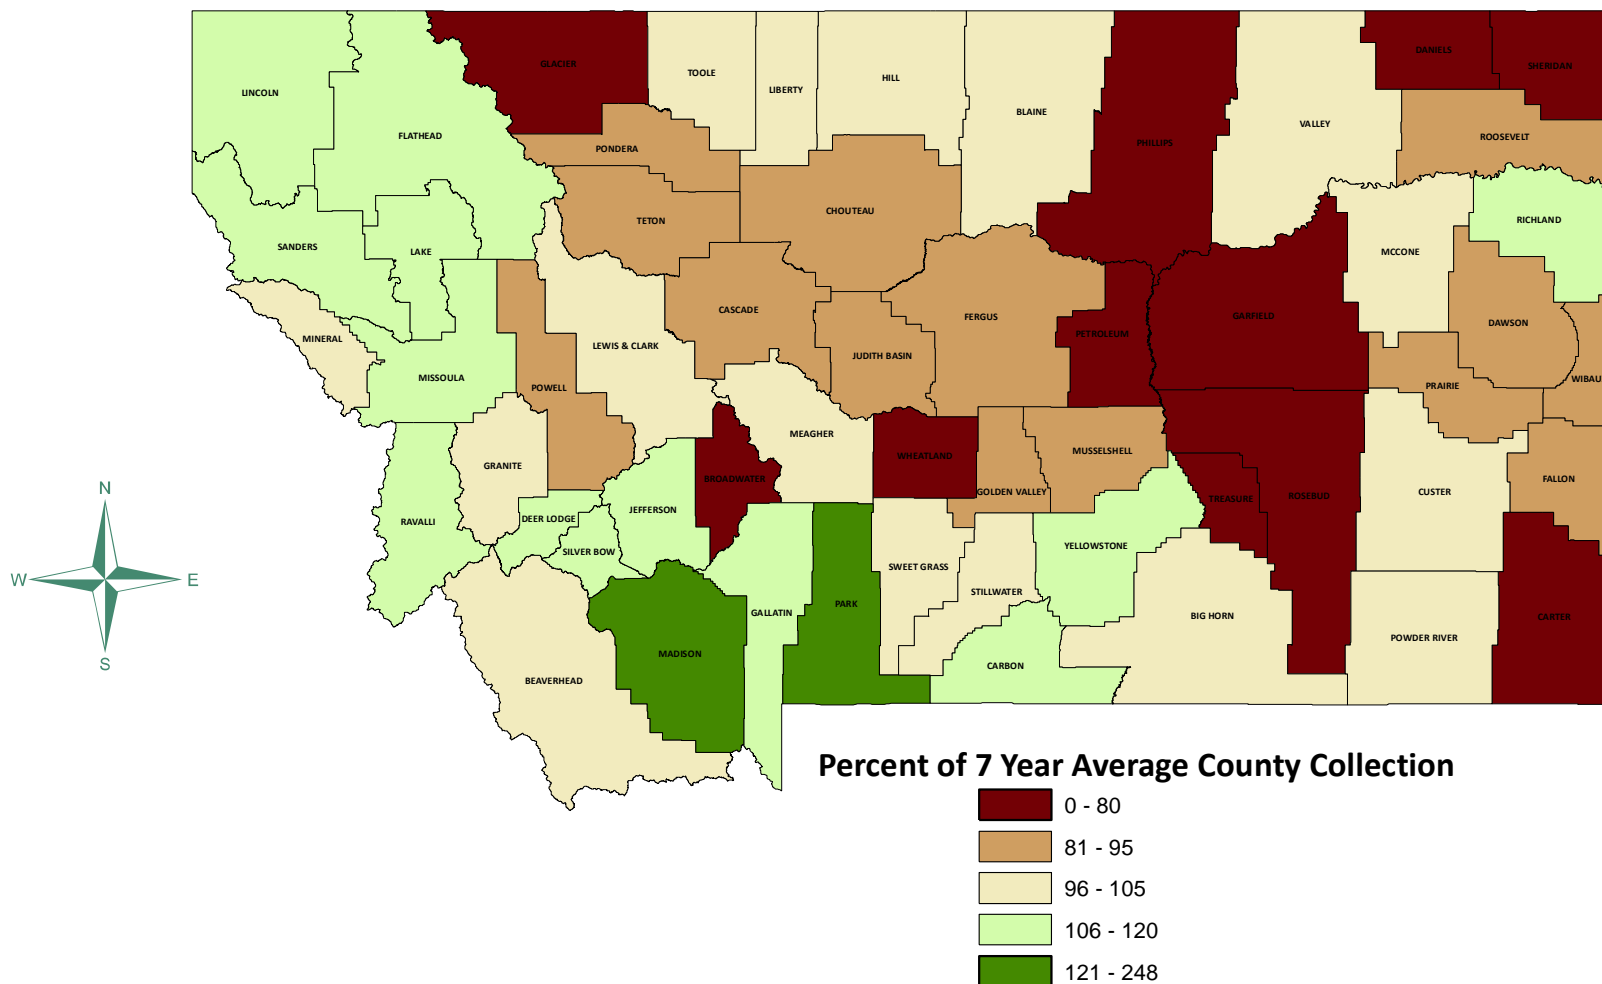 GLACIER
TOOLE
LIBERTY
HILL
BLAINE
PHILLIPS
VALLEY
DANIELS
SHERIDAN
LINCOLN
FLATHEAD
PONDERA
ROOSEVELT
TETON
CHOUTEAU
RICHLAND
SANDERS
LAKE
MCCONE
CASCADE
FERGUS
PETROLEUM
GARFIELD
DAWSON
MINERAL
LEWIS & CLARK
JUDITH BASIN
MISSOULA
POWELL
PRAIRIE
WIBAU
MEAGHER
WHEATLAND
MUSSELSHELL
GRANITE
BROADWATER
GOLDEN VALLEY
TREASURE
ROSEBUD
CUSTER
FALLON
RAVALLI
DEER LODGE
JEFFERSON
SILVER BOW
YELLOWSTONE
SWEET GRASS
STILLWATER
GALLATIN
PARK
BIG HORN
POWDER RIVER
CARTER
MADISON
BEAVERHEAD
CARBON
N
W
E
S
Percent of 7 Year Average County Collection
0 - 80
81 - 95
96 - 105
106 - 120
121 - 248